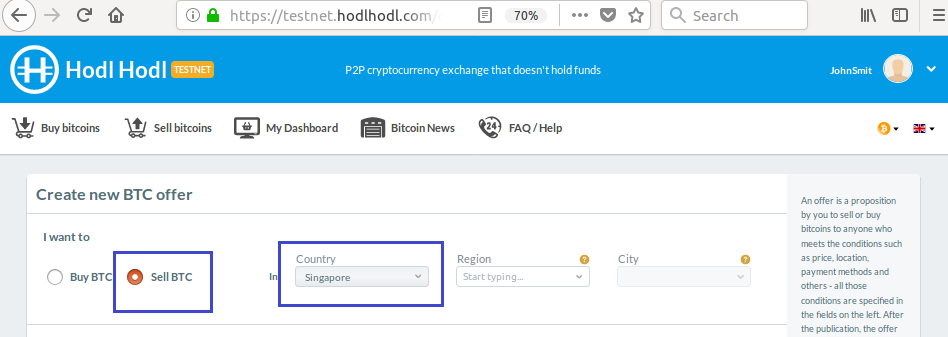 https://testnet.hodlhodl.com/
70%
Search
Hodl Hodl TESTNET
P2P cryptocurrency exchange that doesn't hold funds
JohnSmit
Buy bitcoins
Sell bitcoins
My Dashboard
24
Bitcoin News
FAQ / Help
Create new BTC offer
I want to
Buy BTC
Sell BTC
In
Country
Singapore
Region
?
Start typing...
City
?
An offer is a proposition
by you to sell or buy
bitcoins to anyone who
meets the conditions such
as price, location,
payment methods and
others - all those
conditions are specified in
the fields on the left. After
the publication, the offer